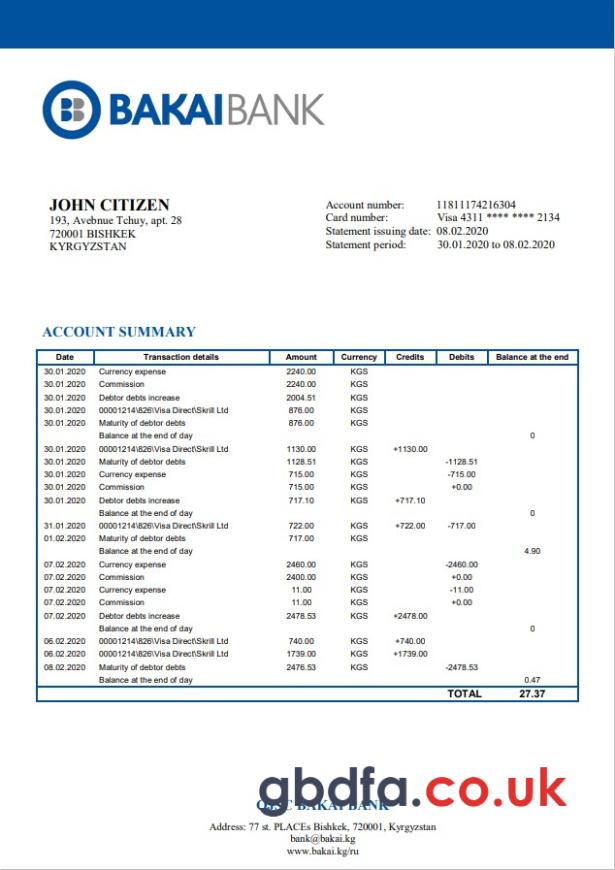 BAKAI BANK
JOHN CITIZEN
193, Avebnue Tchuy, apt. 28
720001 BISHKEK
KYRGYZSTAN
Account number: 11811174216304
Card number: Visa 4311 **** **** 2134
Statement issuing date: 08.02.2020
Statement period: 30.01.2020 to 08.02.2020
ACCOUNT SUMMARY
Date Transaction details Amount Currency Credits Debits Balance at the end
30.01.2020 Currency expense 2240.00 KGS
30.01.2020 Commission 2240.00 KGS
30.01.2020 Debtor debts increase 2004.51 KGS
30.01.2020 00001214\826\Visa Direct\Skrill Ltd 876.00 KGS
30.01.2020 Maturity of debtor debts 876.00 KGS
Balance at the end of day 0
30.01.2020 00001214\826\Visa Direct\Skrill Ltd 1130.00 KGS +1130.00
30.01.2020 Maturity of debtor debts 1128.51 KGS -1128.51
30.01.2020 Currency expense 715.00 KGS -715.00
30.01.2020 Commission 715.00 KGS +0.00
30.01.2020 Debtor debts increase 717.10 KGS +717.10
Balance at the end of day 0
31.01.2020 00001214\826\Visa Direct\Skrill Ltd 722.00 KGS +722.00 -717.00
01.02.2020 Maturity of debtor debts 717.00 KGS
Balance at the end of day 4.90
07.02.2020 Currency expense 2460.00 KGS -2460.00
07.02.2020 Commission 2400.00 KGS +0.00
07.02.2020 Currency expense 11.00 KGS -11.00
07.02.2020 Commission 11.00 KGS +0.00
07.02.2020 Debtor debts increase 2478.53 KGS +2478.00
Balance at the end of day 0
06.02.2020 00001214\826\Visa Direct\Skrill Ltd 740.00 KGS +740.00
06.02.2020 00001214\826\Visa Direct\Skrill Ltd 1739.00 KGS +1739.00
08.02.2020 Maturity of debtor debts 2476.53 KGS -2478.53
Balance at the end of day 0.47
TOTAL 27.37
gbdfa.co.uk
BAKAI BANK
Address: 77 st. PLACEs Bishkek, 720001, Kyrgyzstan
bank@bakai.kg
www.bakai.kg/ru